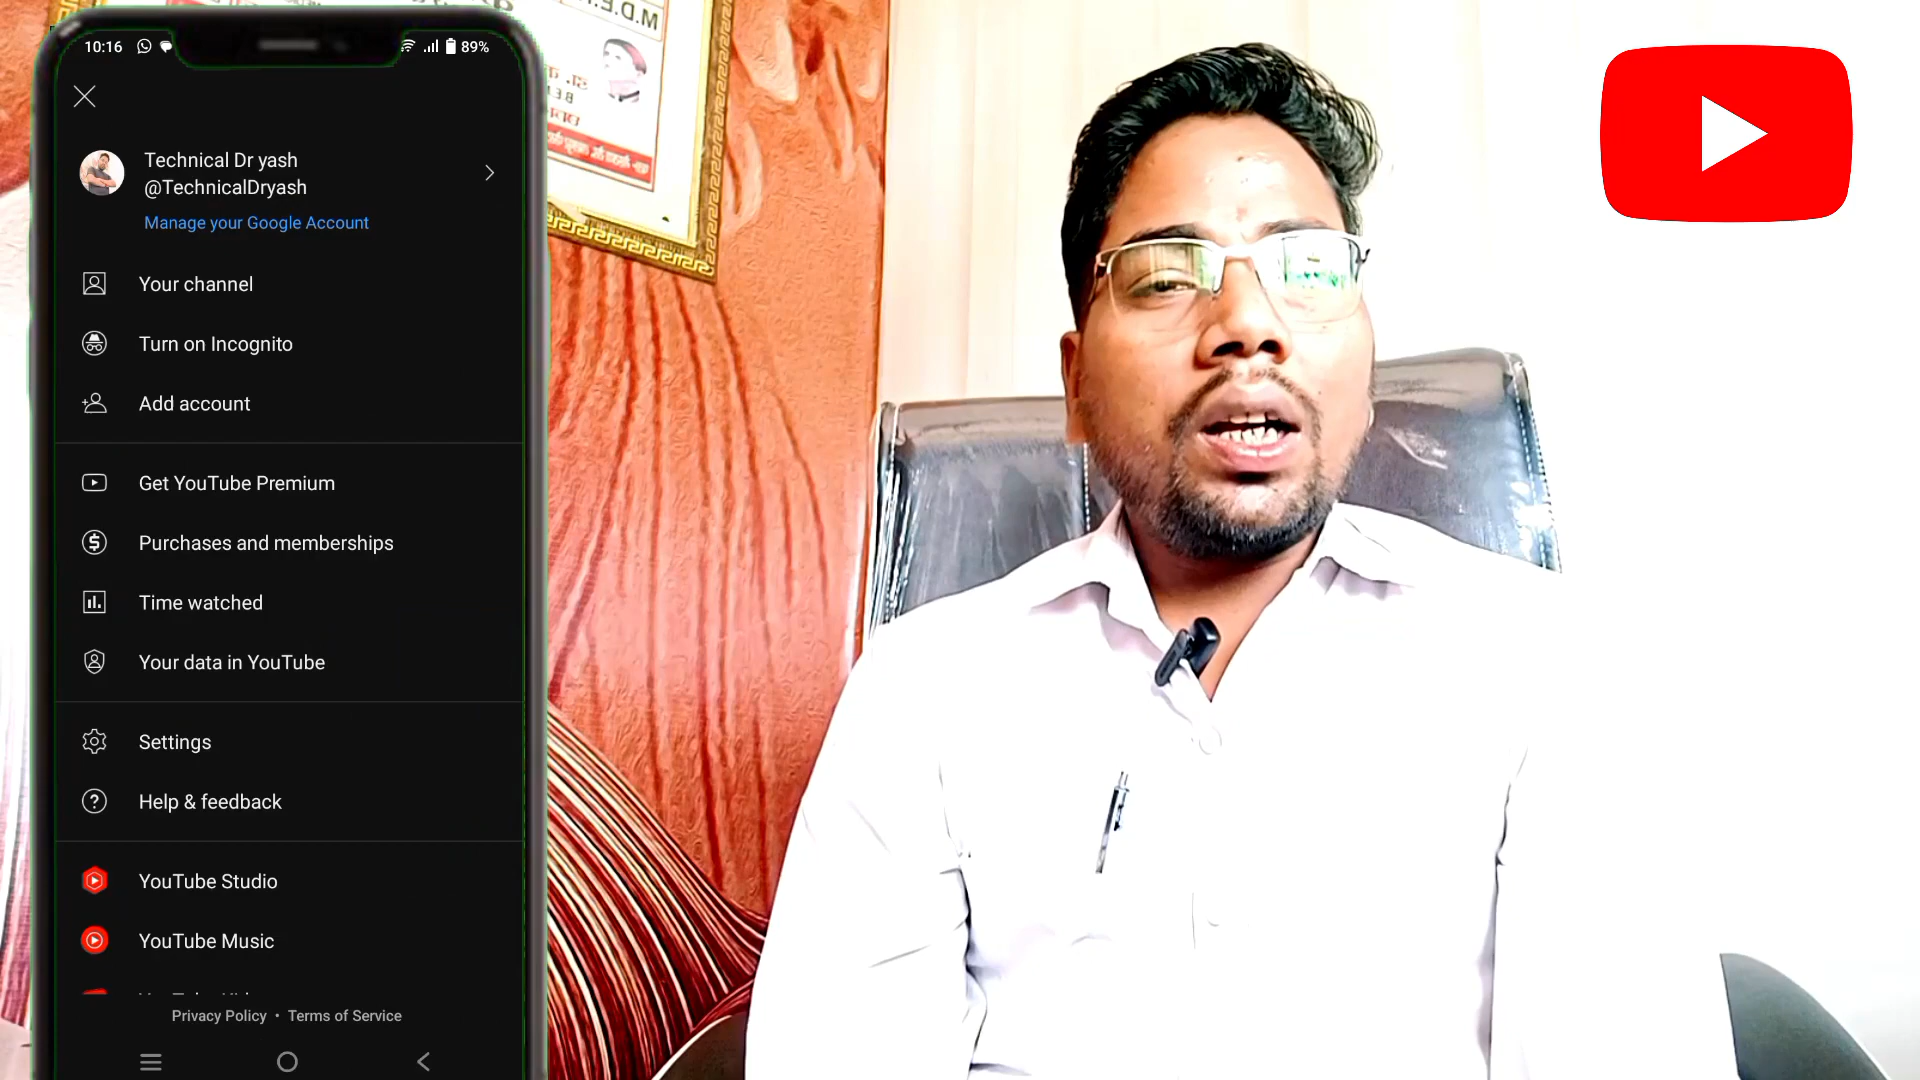 10:16
89%
Technical Dr yash
@TechnicalDryash
Manage your Google Account
Your channel
Turn on Incognito
Add account
Get YouTube Premium
Purchases and memberships
Time watched
Your data in YouTube
Settings
Help & feedback
YouTube Studio
YouTube Music
Privacy Policy • Terms of Service